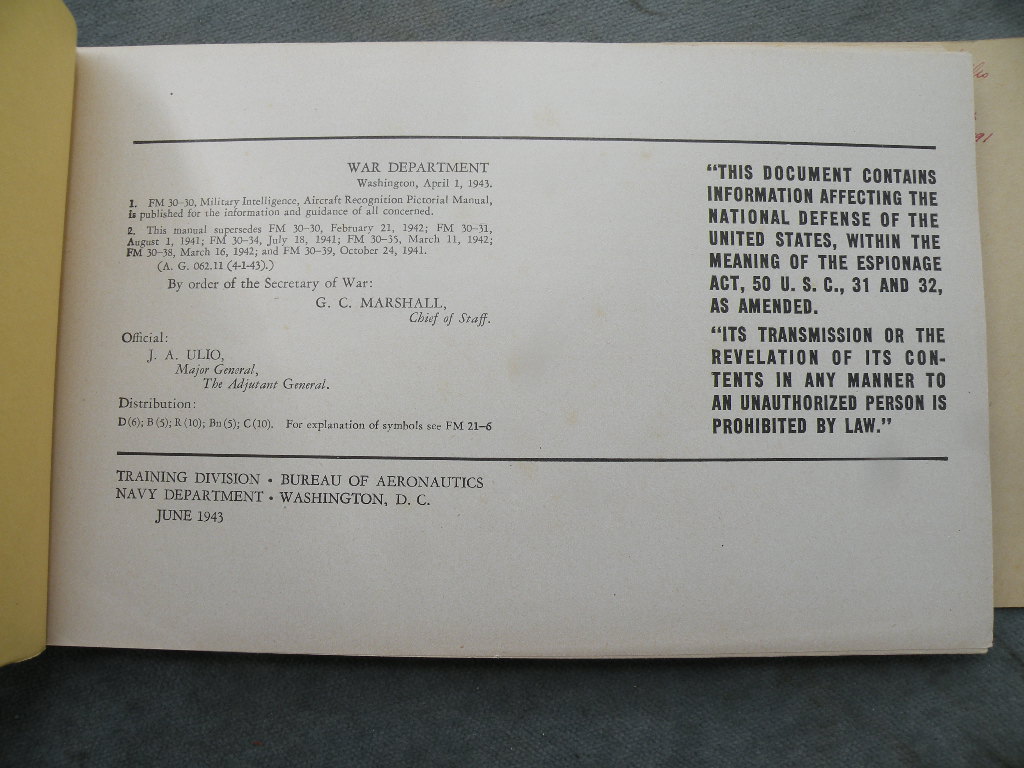 WAR DEPARTMENT
Washington, April 1, 1943.
1. FM 30-30, Military Intelligence, Aircraft Recognition Pictorial Manual,
is published for the information and guidance of all concerned.
2. This manual supersedes FM 30-30, February 21, 1942; FM 30-31,
August 1, 1941; FM 30-34, July 18, 1941; FM 30-35, March 11, 1942;
FM 30-38, March 16, 1942; and FM 30-39, October 24, 1941.
(A. G. 062.11 (4-1-43).)
By order of the Secretary of War:
G. C. MARSHALL,
Chief of Staff.
Official:
J. A. ULIO,
Major General,
The Adjutant General.
Distribution:
D(6); B(5); R(10); Bn(5); C(10). For explanation of symbols see FM 21-6
TRAINING DIVISION • BUREAU OF AERONAUTICS
NAVY DEPARTMENT • WASHINGTON, D. C.
JUNE 1943
"THIS DOCUMENT CONTAINS
INFORMATION AFFECTING THE
NATIONAL DEFENSE OF THE
UNITED STATES, WITHIN THE
MEANING OF THE ESPIONAGE
ACT, 50 U. S. C., 31 AND 32,
AS AMENDED.
"ITS TRANSMISSION OR THE
REVELATION OF ITS CON-
TENTS IN ANY MANNER TO
AN UNAUTHORIZED PERSON IS
PROHIBITED BY LAW."